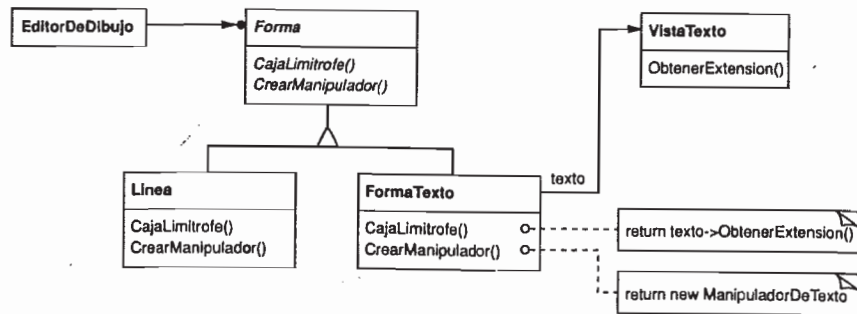 EditorDeDibujo
Forma
CajaLimitrofe()
CrearManipulador()
VistaTexto
ObtenerExtension()
texto
Linea
CajaLimitrofe()
CrearManipulador()
FormaTexto
CajaLimitrofe()
CrearManipulador()
return texto->ObtenerExtension()
return new ManipuladorDeTexto